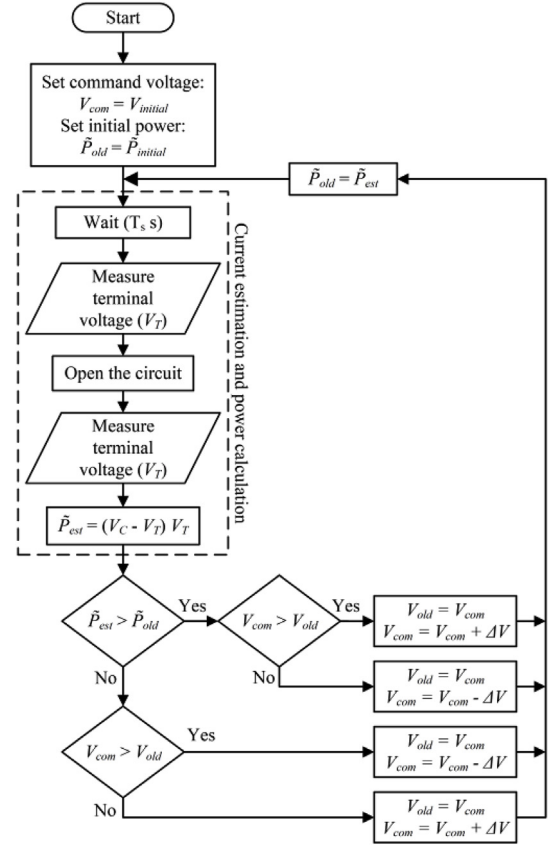 Start
Set command voltage:
V_com = V_initial
Set initial power:
P̃_old = P̃_initial
P̃_old = P̃_est
Wait (T_s s)
Measure
terminal
voltage (V_T)
Open the circuit
Measure
terminal
voltage (V_T)
P̃_est = (V_C - V_T) V_T
Current estimation and power calculation
P̃_est > P̃_old
Yes
V_com > V_old
Yes
V_old = V_com
V_com = V_com + ΔV
No
No
V_old = V_com
V_com = V_com - ΔV
V_com > V_old
Yes
V_old = V_com
V_com = V_com - ΔV
No
V_old = V_com
V_com = V_com + ΔV